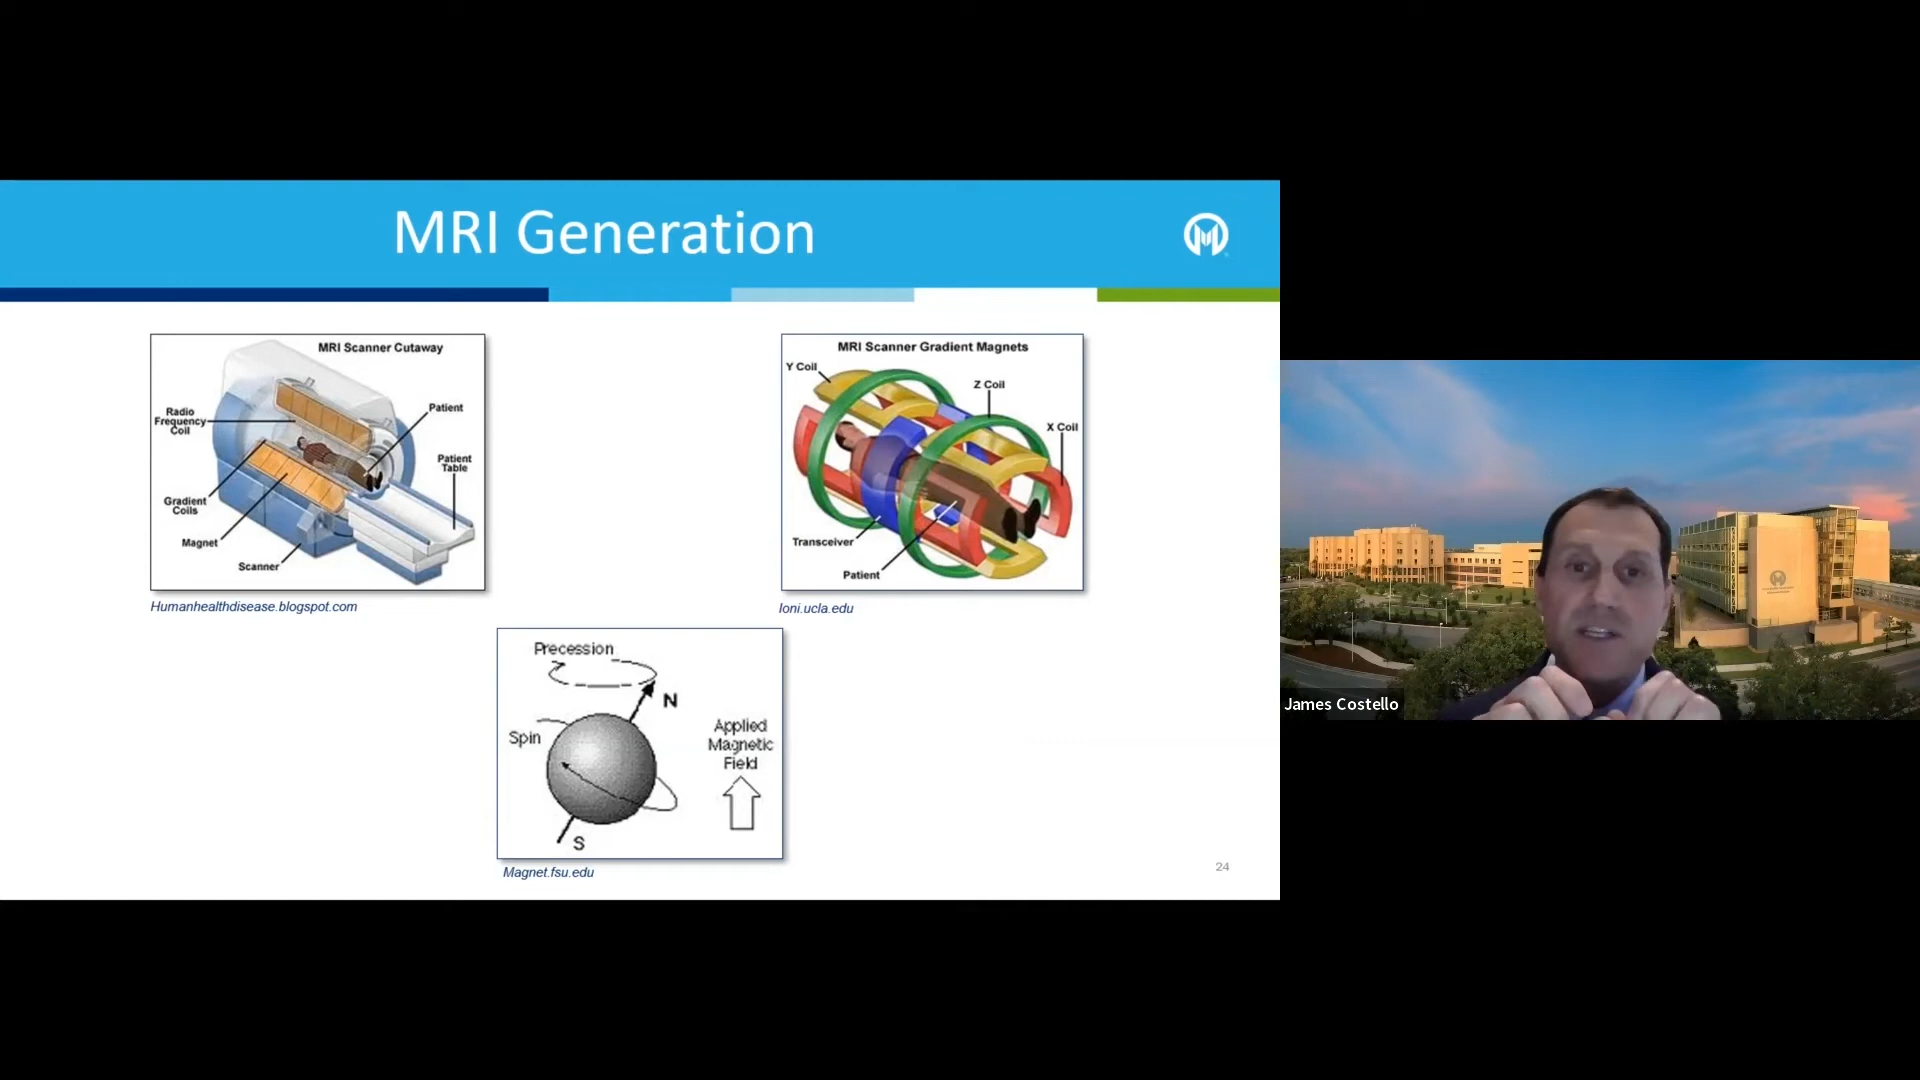 MRI Generation
MRI Scanner Cutaway
Radio
Frequency
Coil
Patient
Patient
Table
Gradient
Coils
Magnet
Scanner
Humanhealthdisease.blogspot.com
MRI Scanner Gradient Magnets
Y Coil
Z Coil
X Coil
Transceiver
Patient
loni.ucla.edu
Precession
N
Spin
Applied
Magnetic
Field
S
Magnet.fsu.edu
24
James Costello